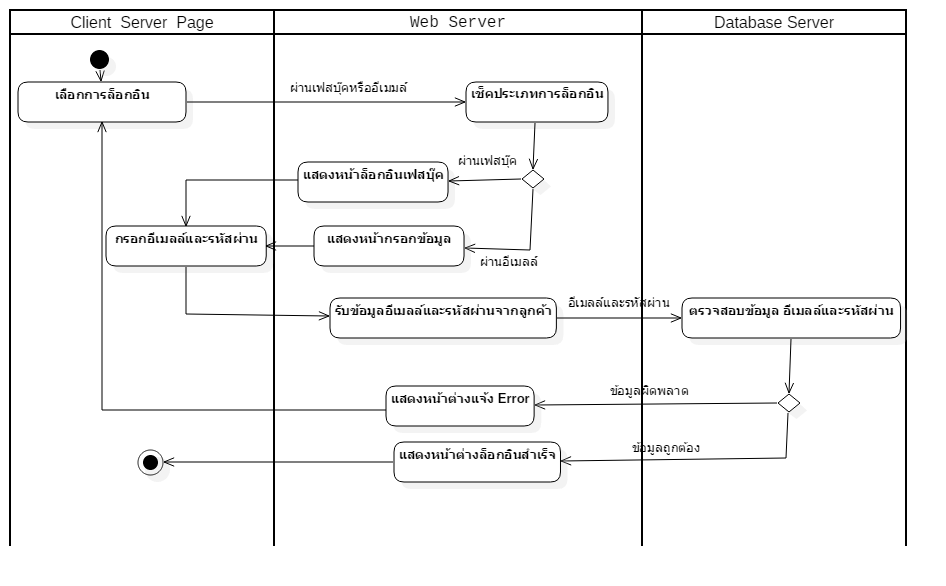 Client Server Page
Web Server
Database Server
เลือกการล็อกอิน
ผ่านเฟสบุ๊คหรืออีเมมล์
เช็คประเภทการล็อกอิน
ผ่านเฟสบุ๊ค
แสดงหน้าล็อกอินเฟสบุ๊ค
กรอกอีเมลล์และรหัสผ่าน
แสดงหน้ากรอกข้อมูล
ผ่านอีเมลล์
รับข้อมูลอีเมลล์และรหัสผ่านจากลูกค้า
อีเมลล์และรหัสผ่าน
ตรวจสอบข้อมูล อีเมลล์และรหัสผ่าน
ข้อมูลผิดพลาด
แสดงหน้าต่างแจ้ง Error
ข้อมูลถูกต้อง
แสดงหน้าต่างล็อกอินสำเร็จ